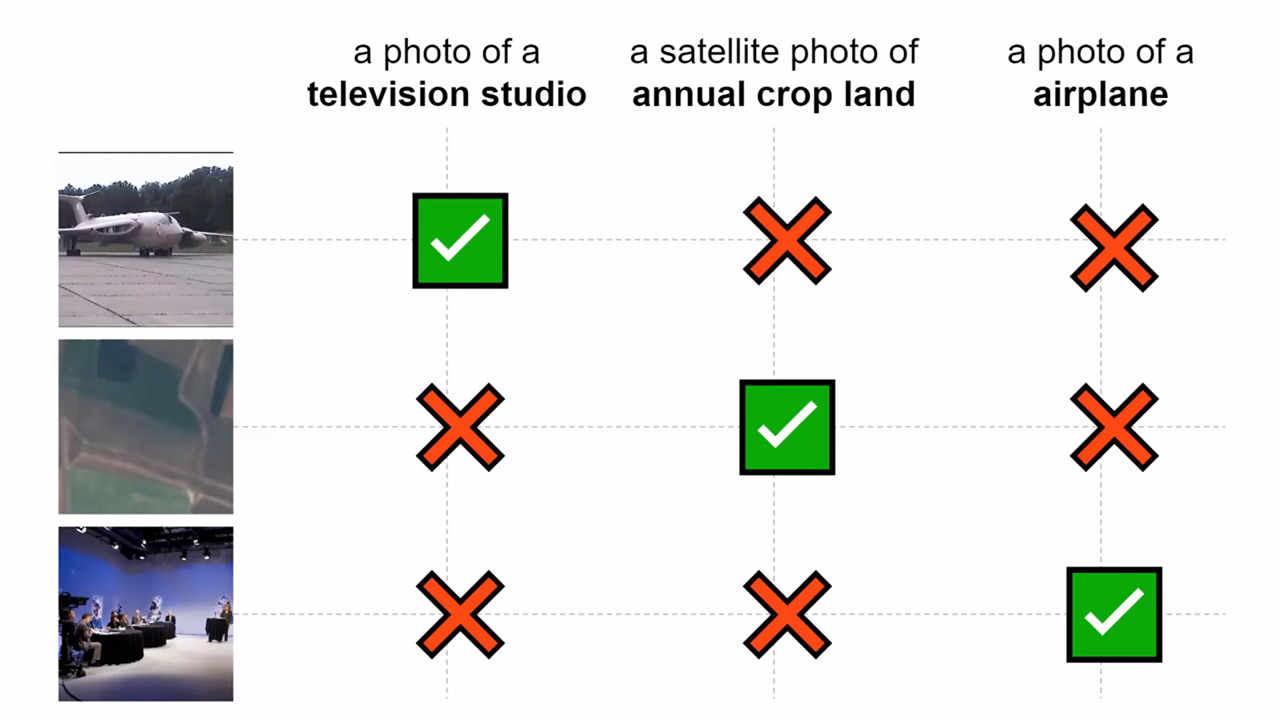 a photo of a
television studio
a satellite photo of
annual crop land
a photo of a
airplane